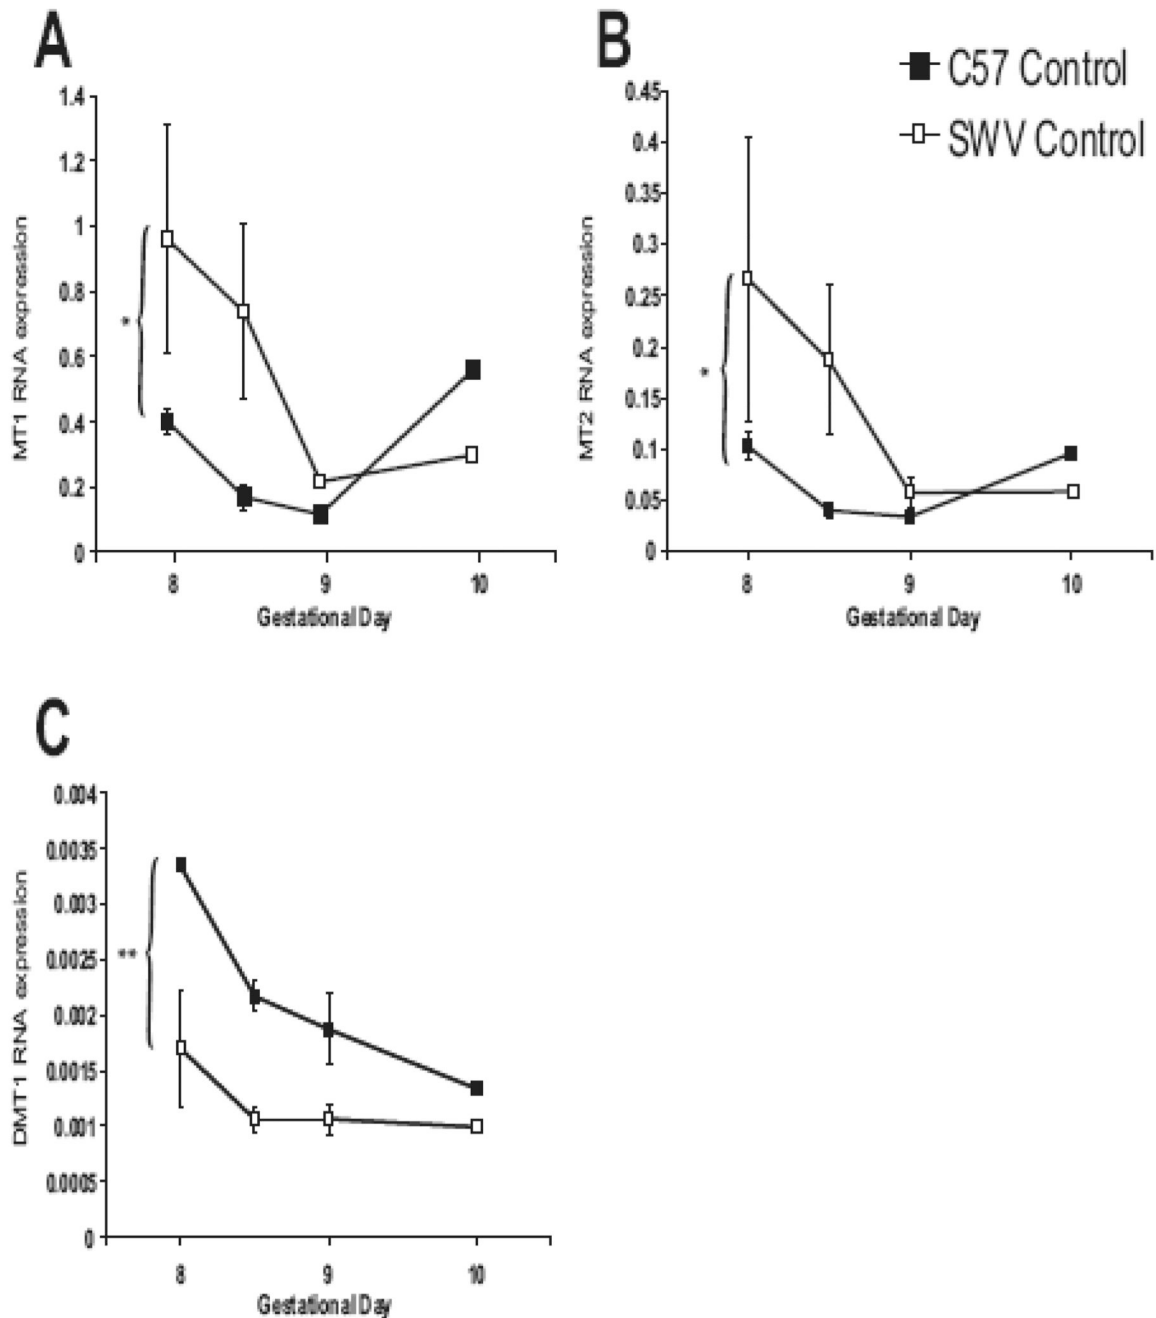 A
1.4
1.2
1
0.8
0.6
0.4
0.2
0
MT1 RNA expression
*
8 9 10
Gestational Day
B
C57 Control
SWV Control
0.45
0.4
0.35
0.3
0.25
0.2
0.15
0.1
0.05
0
MT2 RNA expression
*
8 9 10
Gestational Day
C
0.004
0.0035
0.003
0.0025
0.002
0.0015
0.001
0.0005
0
DMT1 RNA expression
**
8 9 10
Gestational Day